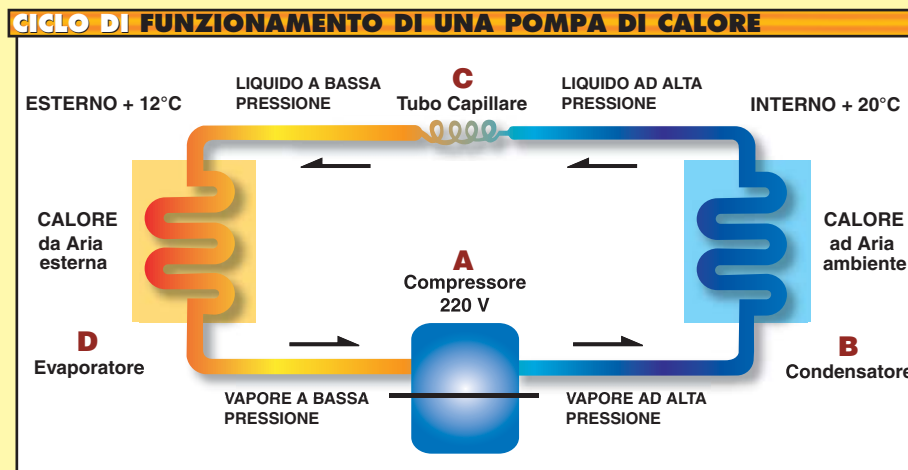 CICLO DI FUNZIONAMENTO DI UNA POMPA DI CALORE
ESTERNO + 12°C
LIQUIDO A BASSA
PRESSIONE
C
Tubo Capillare
LIQUIDO AD ALTA
PRESSIONE
INTERNO + 20°C
CALORE
da Aria
esterna
A
Compressore
220 V
CALORE
ad Aria
ambiente
D
Evaporatore
VAPORE A BASSA
PRESSIONE
VAPORE AD ALTA
PRESSIONE
B
Condensatore